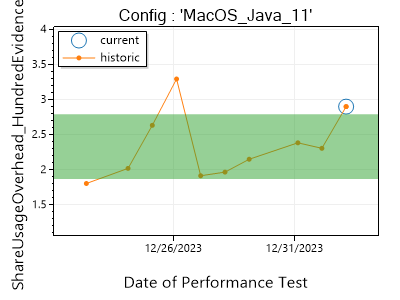 Config : 'MacOS_Java_11'
ShareUsageOverhead_HundredEvidence
current
historic
4
3.5
3
2.5
2
1.5
12/26/2023
12/31/2023
Date of Performance Test